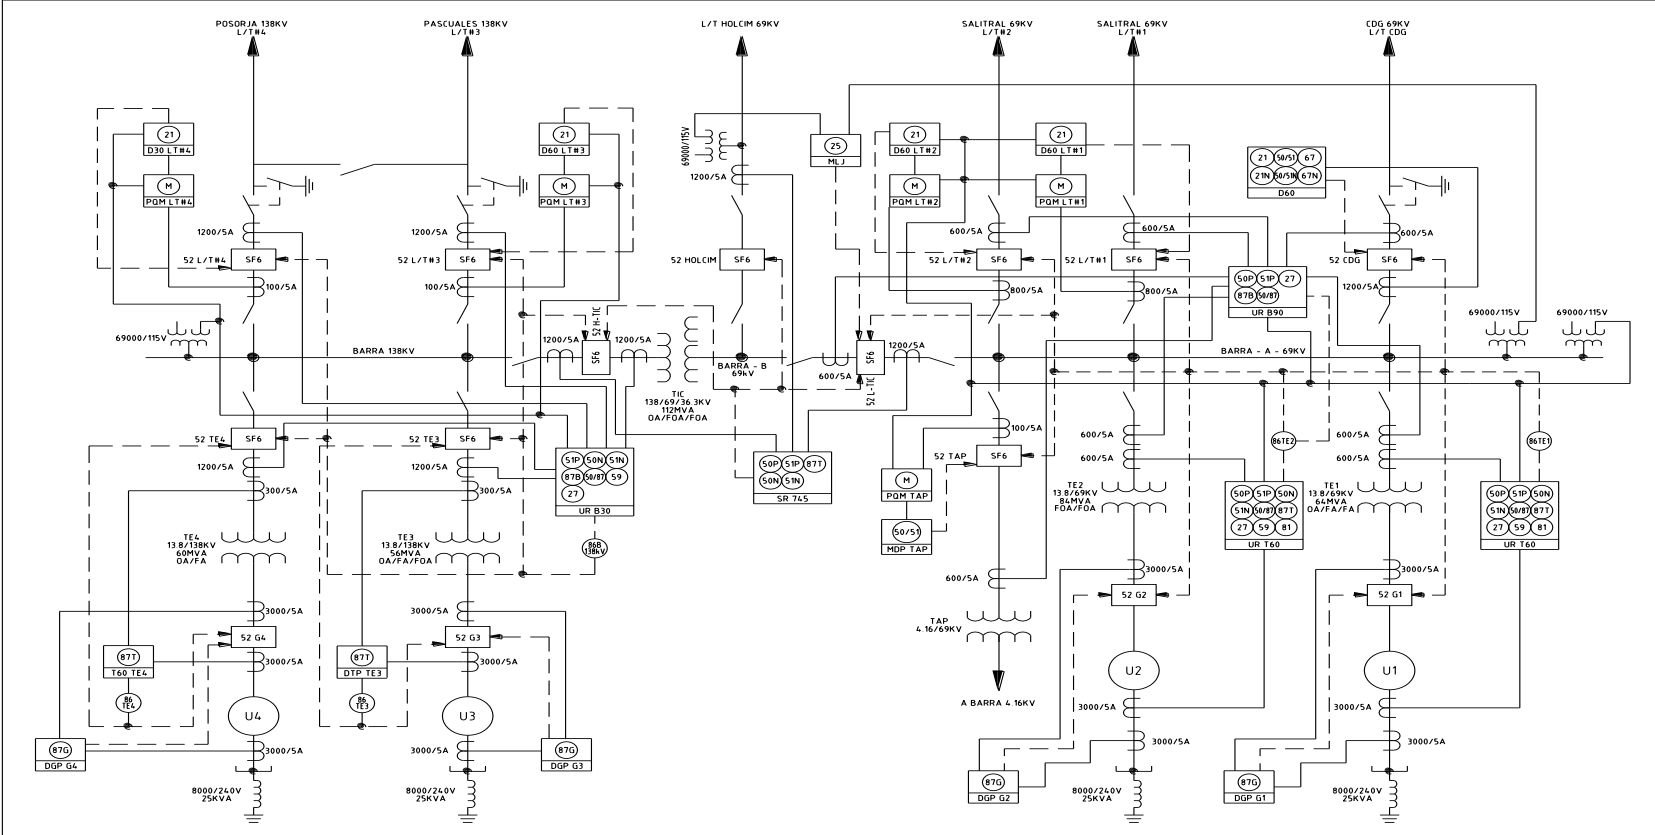 POSORJA 138KV
L/T#4
PASCUALES 138KV
L/T#3
L/T HOLCIM 69KV
SALITRAL 69KV
L/T#2
SALITRAL 69KV
L/T#1
CDG 69KV
L/T CDG
21
D30 LT#4
M
PQM LT#4
21
D60 LT#3
M
PQM LT#3
69000/115V
1200/5A
25
MLJ
21
D60 LT#2
M
PQM LT#2
21
D60 LT#1
M
PQM LT#1
21
50/51
67
21N
50/51N
67N
D60
1200/5A
52 L/T#4
SF6
100/5A
1200/5A
52 L/T#3
SF6
100/5A
52 HOLCIM
SF6
600/5A
52 L/T#2
SF6
800/5A
600/5A
52 L/T#1
SF6
800/5A
600/5A
52 CDG
SF6
1200/5A
50P
51P
27
87B
50/87
UR B90
69000/115V
BARRA 138KV
52 H-TIC
1200/5A
SF6
1200/5A
TIC
138/69/36.3KV
112MVA
OA/FOA/FOA
BARRA - B
69kV
600/5A
SF6
52 L-TIC
1200/5A
BARRA - A - 69KV
69000/115V
69000/115V
52 TE4
SF6
1200/5A
300/5A
52 TE3
SF6
1200/5A
300/5A
51P
50N
51N
87B
50/87
59
27
UR B30
86B
138kV
50P
51P
87T
50N
51N
SR 745
100/5A
52 TAP
SF6
M
PQM TAP
50/51
MDP TAP
600/5A
600/5A
86TE2
600/5A
600/5A
86TE1
TE2
13.8/69KV
84MVA
FOA/FOA
50P
51P
50N
51N
50/87
87T
27
59
81
UR T60
TE1
13.8/69KV
64MVA
OA/FA/FA
50P
51P
50N
51N
50/87
87T
27
59
81
UR T60
TE4
13.8/138KV
60MVA
OA/FA
TE3
13.8/138KV
56MVA
OA/FA/FOA
600/5A
TAP
4.16/69KV
A BARRA 4.16KV
3000/5A
52 G2
3000/5A
52 G1
3000/5A
52 G4
3000/5A
3000/5A
52 G3
3000/5A
87T
T60 TE4
86
TE4
87T
DTP TE3
86
TE3
U4
U3
U2
U1
3000/5A
3000/5A
3000/5A
3000/5A
87G
DGP G4
3000/5A
3000/5A
87G
DGP G3
87G
DGP G2
87G
DGP G1
8000/240V
25KVA
8000/240V
25KVA
8000/240V
25KVA
8000/240V
25KVA